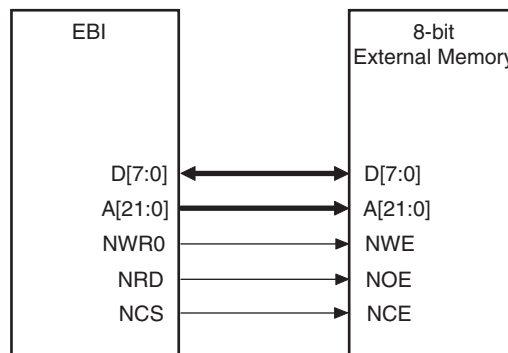 EBI
8-bit
External Memory
D[7:0] D[7:0]
A[21:0] A[21:0]
NWR0 NWE
NRD NOE
NCS NCE